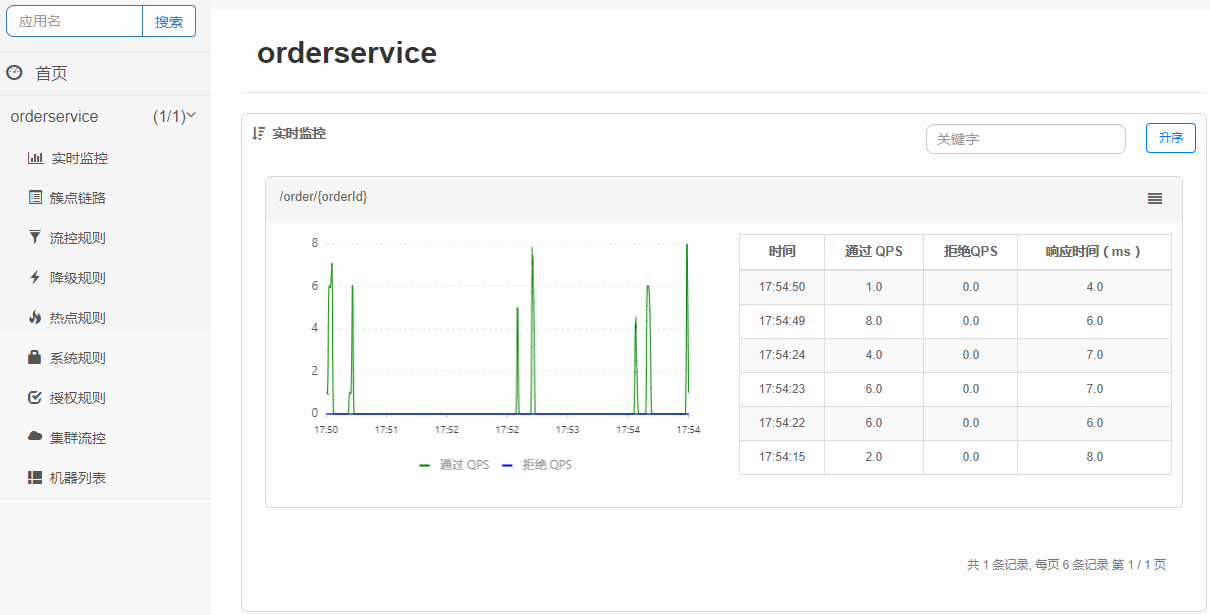 应用名 搜索
首页
orderservice (1/1)
实时监控
簇点链路
流控规则
降级规则
热点规则
系统规则
授权规则
集群流控
机器列表
orderservice
实时监控 关键字 升序
/order/{orderId}
8
6
4
2
0
17:50 17:51 17:52 17:52 17:53 17:54 17:54
通过 QPS 拒绝 QPS
时间 通过 QPS 拒绝QPS 响应时间（ms）
17:54:50 1.0 0.0 4.0
17:54:49 8.0 0.0 6.0
17:54:24 4.0 0.0 7.0
17:54:23 6.0 0.0 7.0
17:54:22 6.0 0.0 6.0
17:54:15 2.0 0.0 8.0
共 1 条记录, 每页 6 条记录 第 1 / 1 页